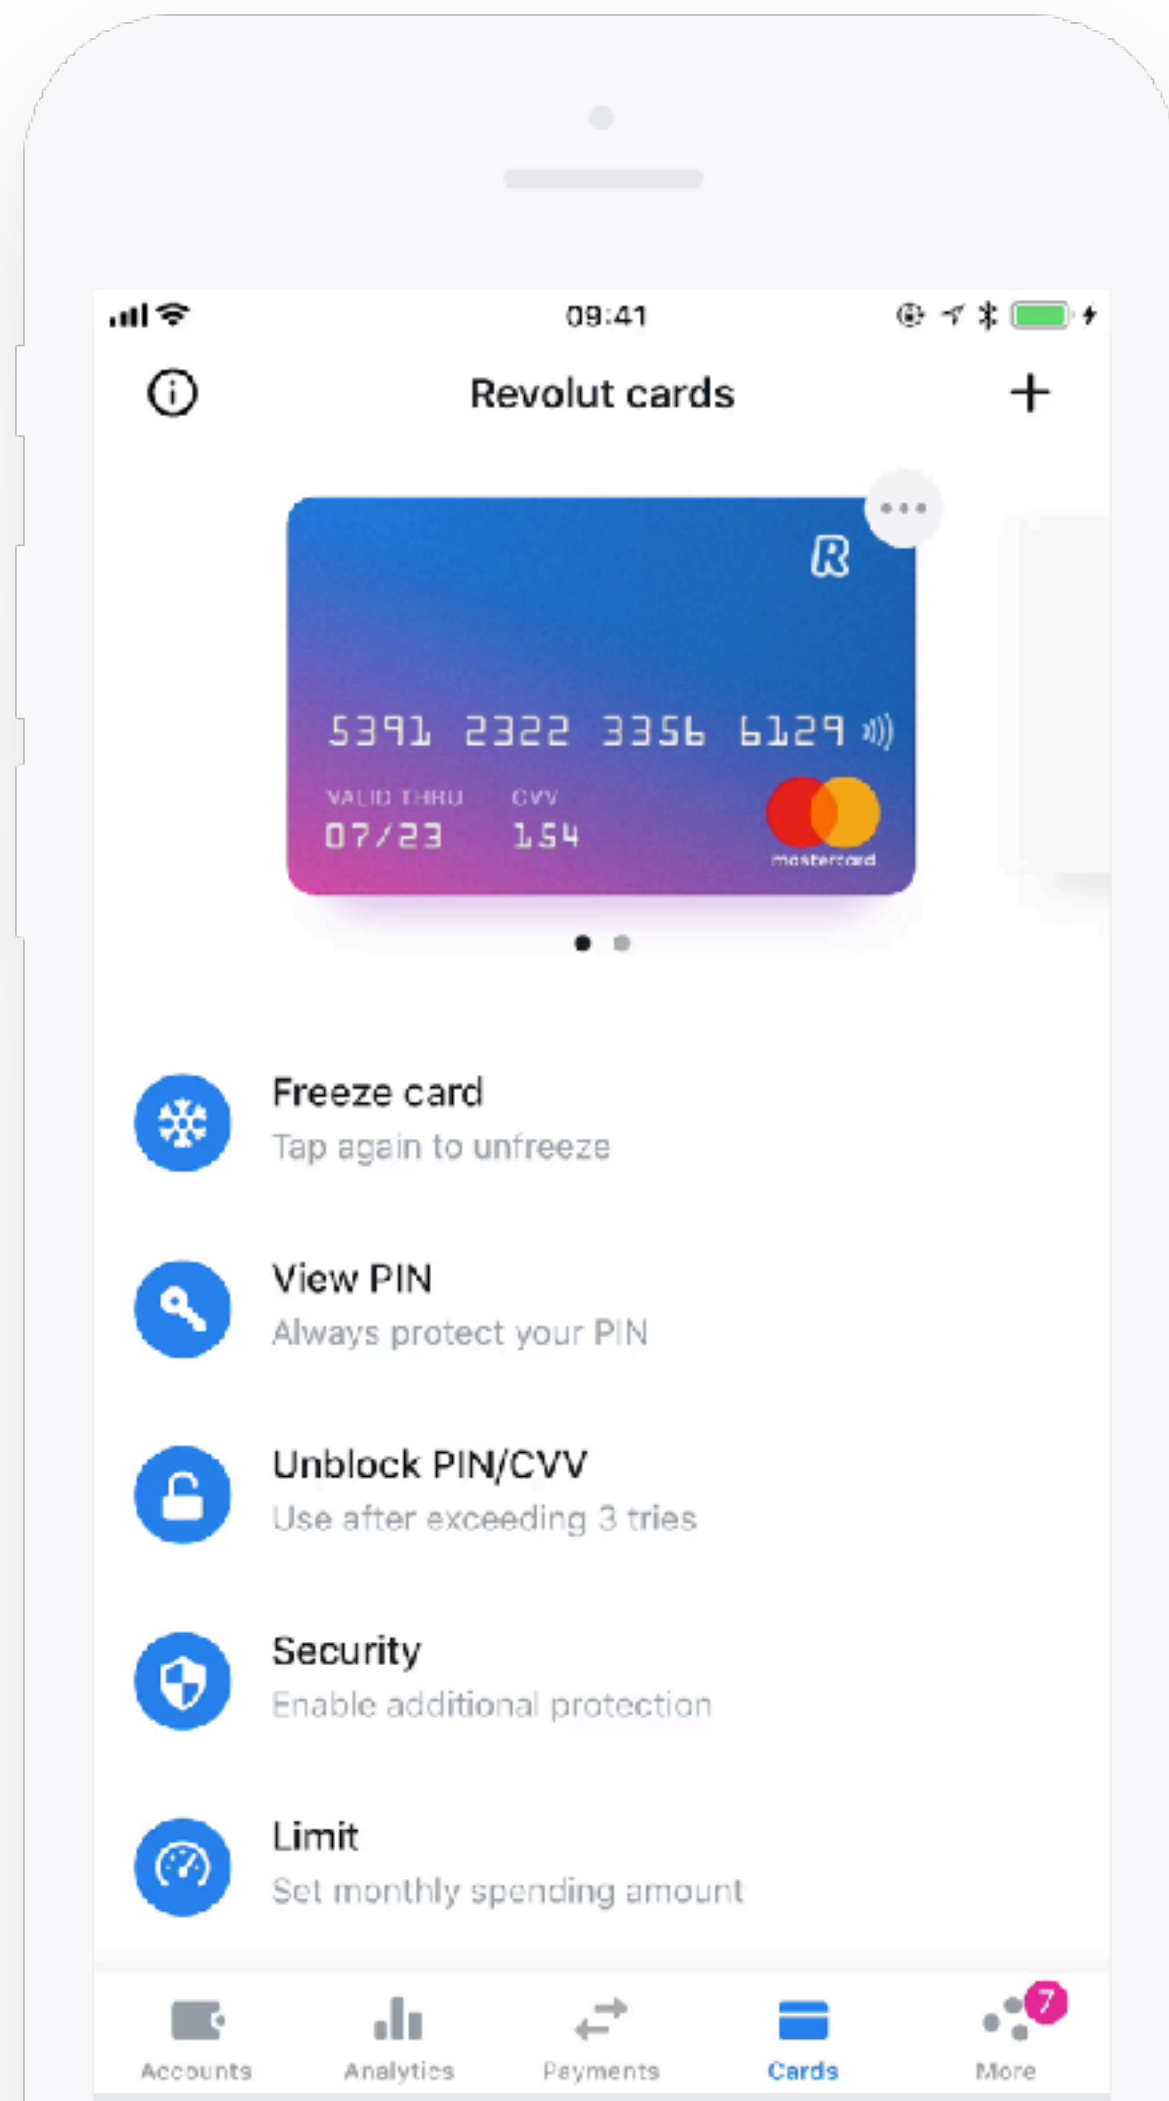 09:41
Revolut cards
R
5391 2322 3356 6129
VALID THRU CVV
07/23 154
mastercard
Freeze card
Tap again to unfreeze
View PIN
Always protect your PIN
Unblock PIN/CVV
Use after exceeding 3 tries
Security
Enable additional protection
Limit
Set monthly spending amount
7
Accounts Analytics Payments Cards More